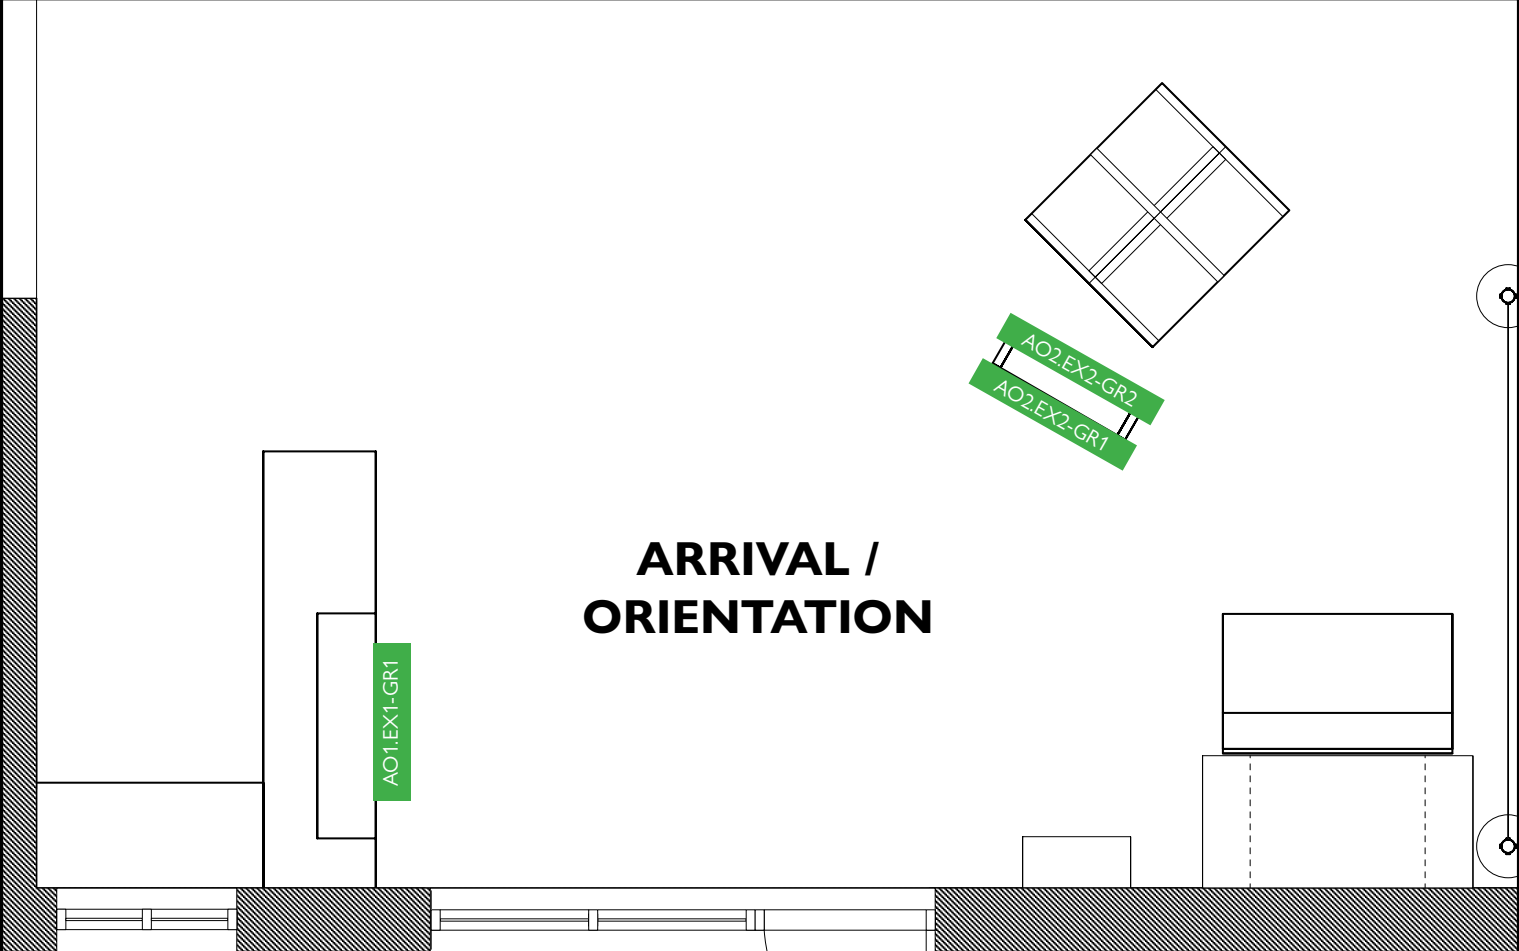 AO2.EX2-GR2
AO2.EX2-GR1
ARRIVAL /
ORIENTATION
AO1.EX1-GR1